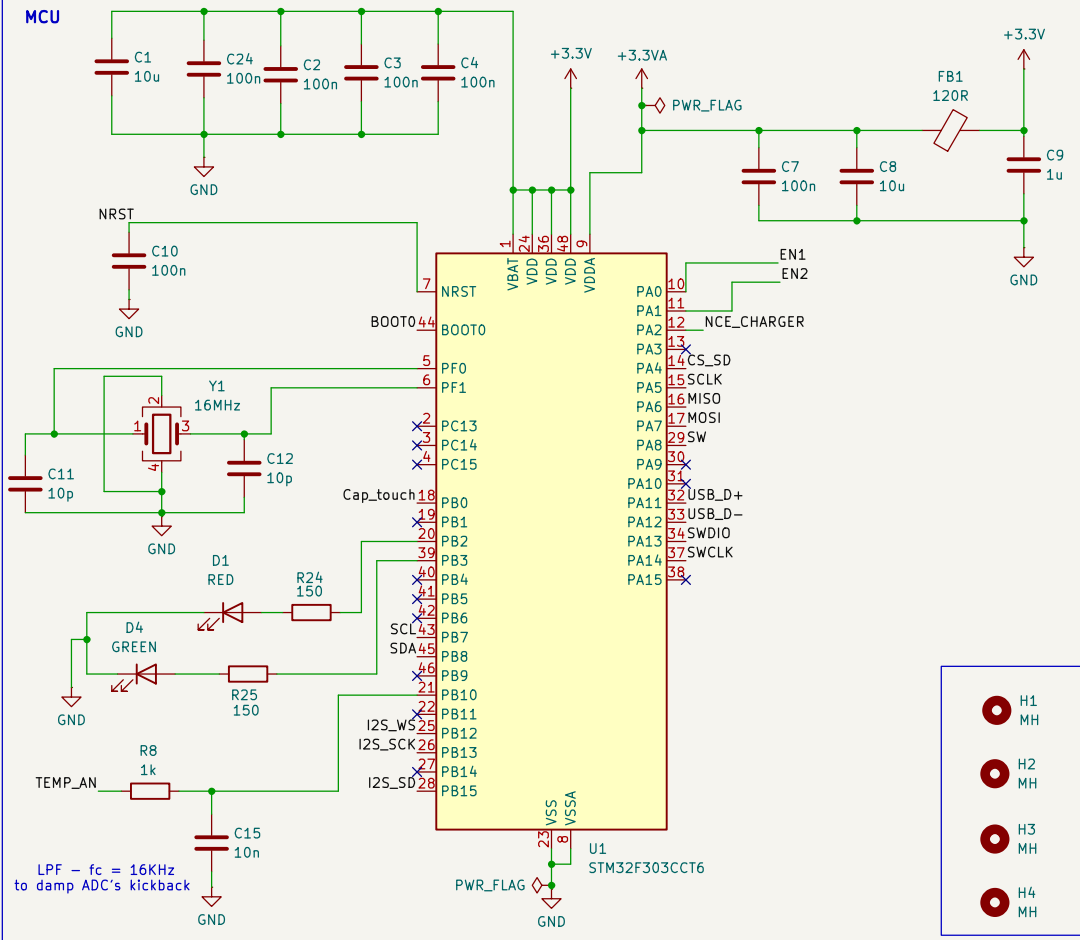 MCU
C1
10u
C24
100n
C2
100n
C3
100n
C4
100n
GND
+3.3V
+3.3VA
PWR_FLAG
FB1
120R
+3.3V
C7
100n
C8
10u
C9
1u
GND
NRST
C10
100n
GND
1
24
36
48
9
VBAT
VDD
VDD
VDD
VDDA
7 NRST
BOOT0 44 BOOT0
5 PF0
6 PF1
2 PC13
3 PC14
4 PC15
Cap_touch 18 PB0
19 PB1
20 PB2
39 PB3
40 PB4
41 PB5
42 PB6
SCL 43 PB7
SDA 45 PB8
46 PB9
21 PB10
22 PB11
I2S_WS 25 PB12
I2S_SCK 26 PB13
27 PB14
I2S_SD 28 PB15
PA0 10 EN1
PA1 11 EN2
PA2 12 NCE_CHARGER
PA3 13
PA4 14 CS_SD
PA5 15 SCLK
PA6 16 MISO
PA7 17 MOSI
PA8 29 SW
PA9 30
PA10 31
PA11 32 USB_D+
PA12 33 USB_D−
PA13 34 SWDIO
PA14 37 SWCLK
PA15 38
VSS
VSSA
23
8
U1
STM32F303CCT6
PWR_FLAG
GND
Y1
16MHz
1
2
3
4
C11
10p
C12
10p
GND
D1
RED
R24
150
D4
GREEN
R25
150
GND
R8
1k
TEMP_AN
C15
10n
LPF − fc = 16KHz
to damp ADC's kickback
GND
H1
MH
H2
MH
H3
MH
H4
MH